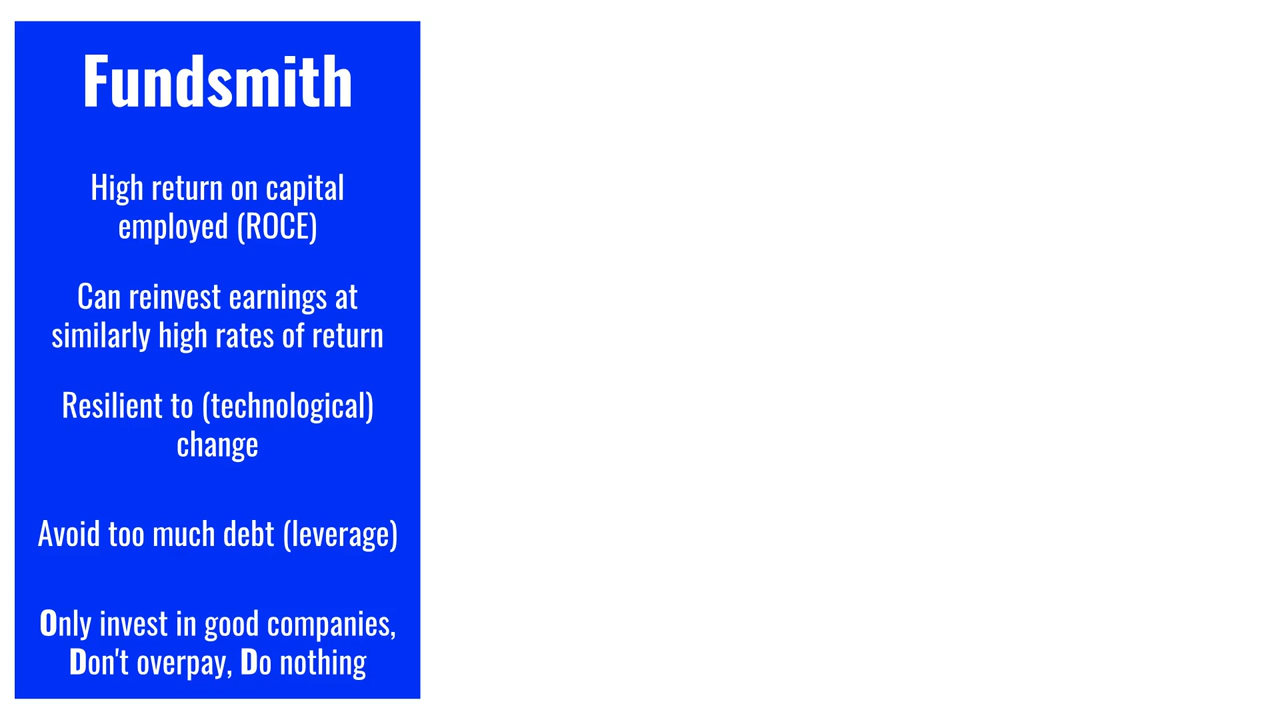 Fundsmith
High return on capital
employed (ROCE)
Can reinvest earnings at
similarly high rates of return
Resilient to (technological)
change
Avoid too much debt (leverage)
Only invest in good companies,
Don't overpay, Do nothing